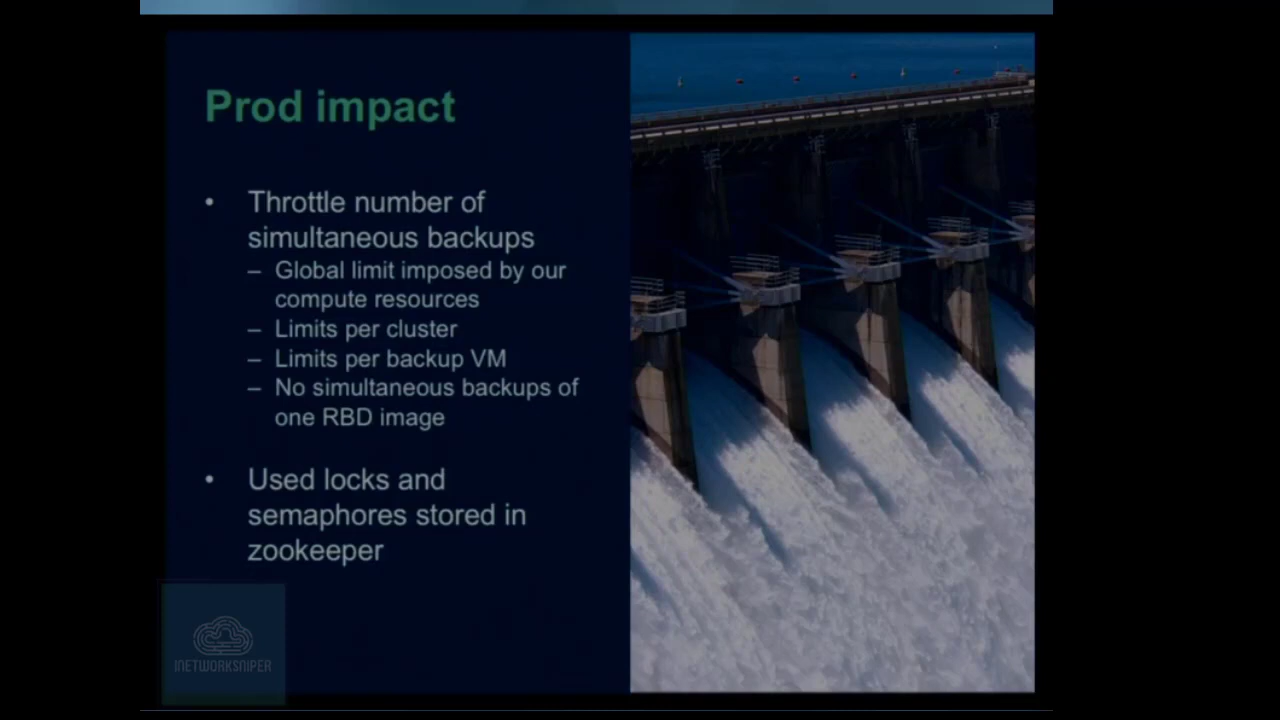 Prod impact
• Throttle number of
simultaneous backups
– Global limit imposed by our
compute resources
– Limits per cluster
– Limits per backup VM
– No simultaneous backups of
one RBD image
• Used locks and
semaphores stored in
zookeeper
INETWORKSNIPER